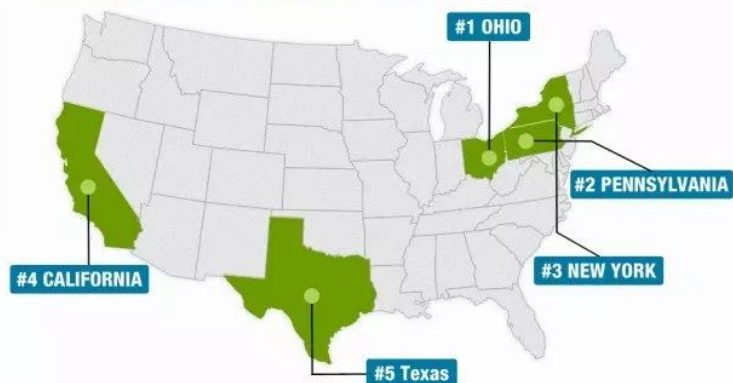 #1 OHIO
#2 PENNSYLVANIA
#3 NEW YORK
#4 CALIFORNIA
#5 Texas